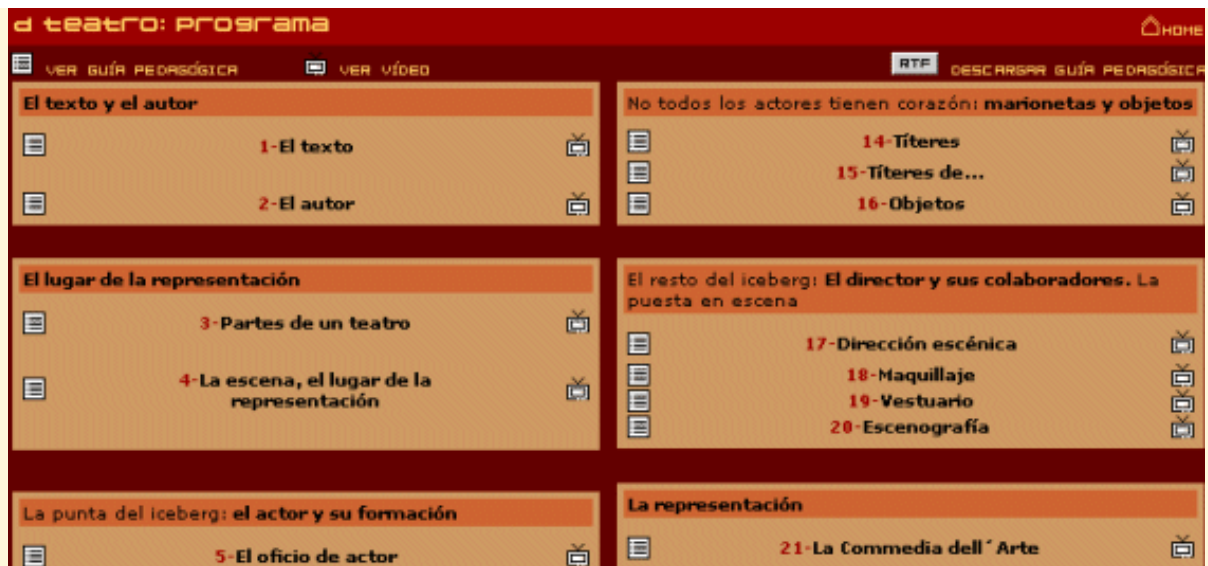 d teatro: programa
HOME
VER GUÍA PEDAGÓGICA
VER VÍDEO
RTF
DESCARGAR GUÍA PEDAGÓGICA
El texto y el autor
1-El texto
2-El autor
No todos los actores tienen corazón: marionetas y objetos
14-Títeres
15-Títeres de...
16-Objetos
El lugar de la representación
3-Partes de un teatro
4-La escena, el lugar de la
representación
El resto del iceberg: El director y sus colaboradores. La
puesta en escena
17-Dirección escénica
18-Maquillaje
19-Vestuario
20-Escenografía
La punta del iceberg: el actor y su formación
5-El oficio de actor
La representación
21-La Commedia dell´Arte